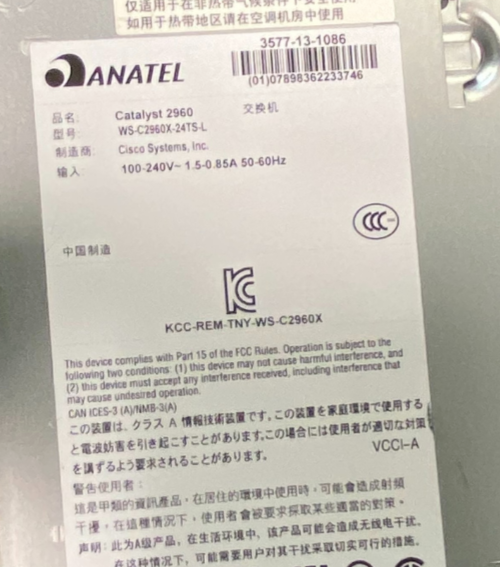 仅适用于在非热带气候条件下安全使用
如用于热带地区请在空调机房中使用
ANATEL
3577-13-1086
(01)07898362233746
品名: Catalyst 2960 交换机
型号: WS-C2960X-24TS-L
制造商: Cisco Systems, Inc.
输入 100-240V~ 1.5-0.85A 50-60Hz
CCC
中国制造
KC
KCC-REM-TNY-WS-C2960X
This device complies with Part 15 of the FCC Rules. Operation is subject to the
following two conditions: (1) this device may not cause harmful interference, and
(2) this device must accept any interference received, including interference that
may cause undesired operation.
CAN ICES-3 (A)/NMB-3(A)
この装置は、クラス A 情報技術装置です。この装置を家庭環境で使用する
と電波妨害を引き起こすことがあります。この場合には使用者が適切な対策
を講ずるよう要求されることがあります。 VCCI-A
警告使用者:
這是甲類的資訊產品，在居住的環境中使用時，可能會造成射頻
干擾，在這種情況下，使用者會被要求採取某些適當的對策。
声明: 此为A级产品，在生活环境中，该产品可能会造成无线电干扰。
在这种情况下，可能需要用户对其干扰采取切实可行的措施。